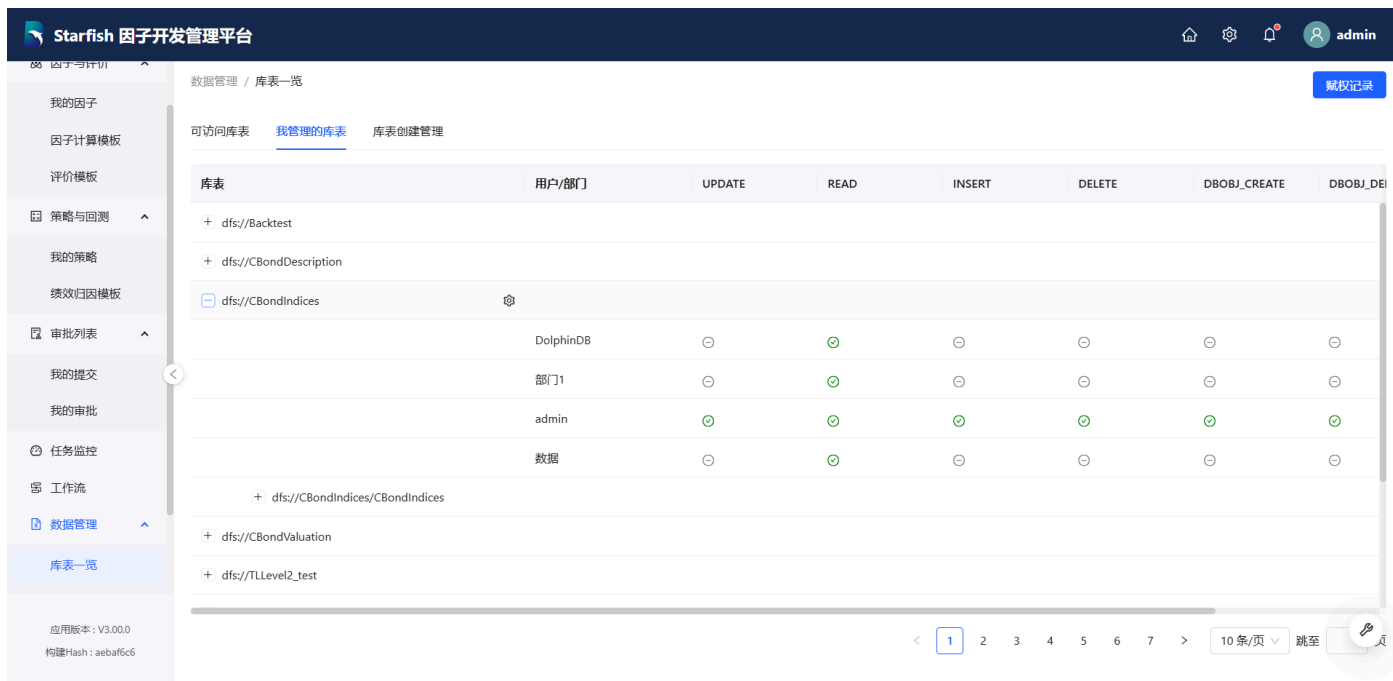 Starfish 因子开发管理平台
admin
因子与评价
我的因子
因子计算模板
评价模板
策略与回测
我的策略
绩效归因模板
审批列表
我的提交
我的审批
任务监控
工作流
数据管理
库表一览
应用版本 : V3.00.0
构建Hash : aebaf6c6
数据管理 / 库表一览
赋权记录
可访问库表 我管理的库表 库表创建管理
库表 用户/部门 UPDATE READ INSERT DELETE DBOBJ_CREATE DBOBJ_DE
dfs://Backtest
dfs://CBondDescription
dfs://CBondIndices
DolphinDB
部门1
admin
数据
dfs://CBondIndices/CBondIndices
dfs://CBondValuation
dfs://TLLevel2_test
< 1 2 3 4 5 6 7 > 10 条/页 跳至 页